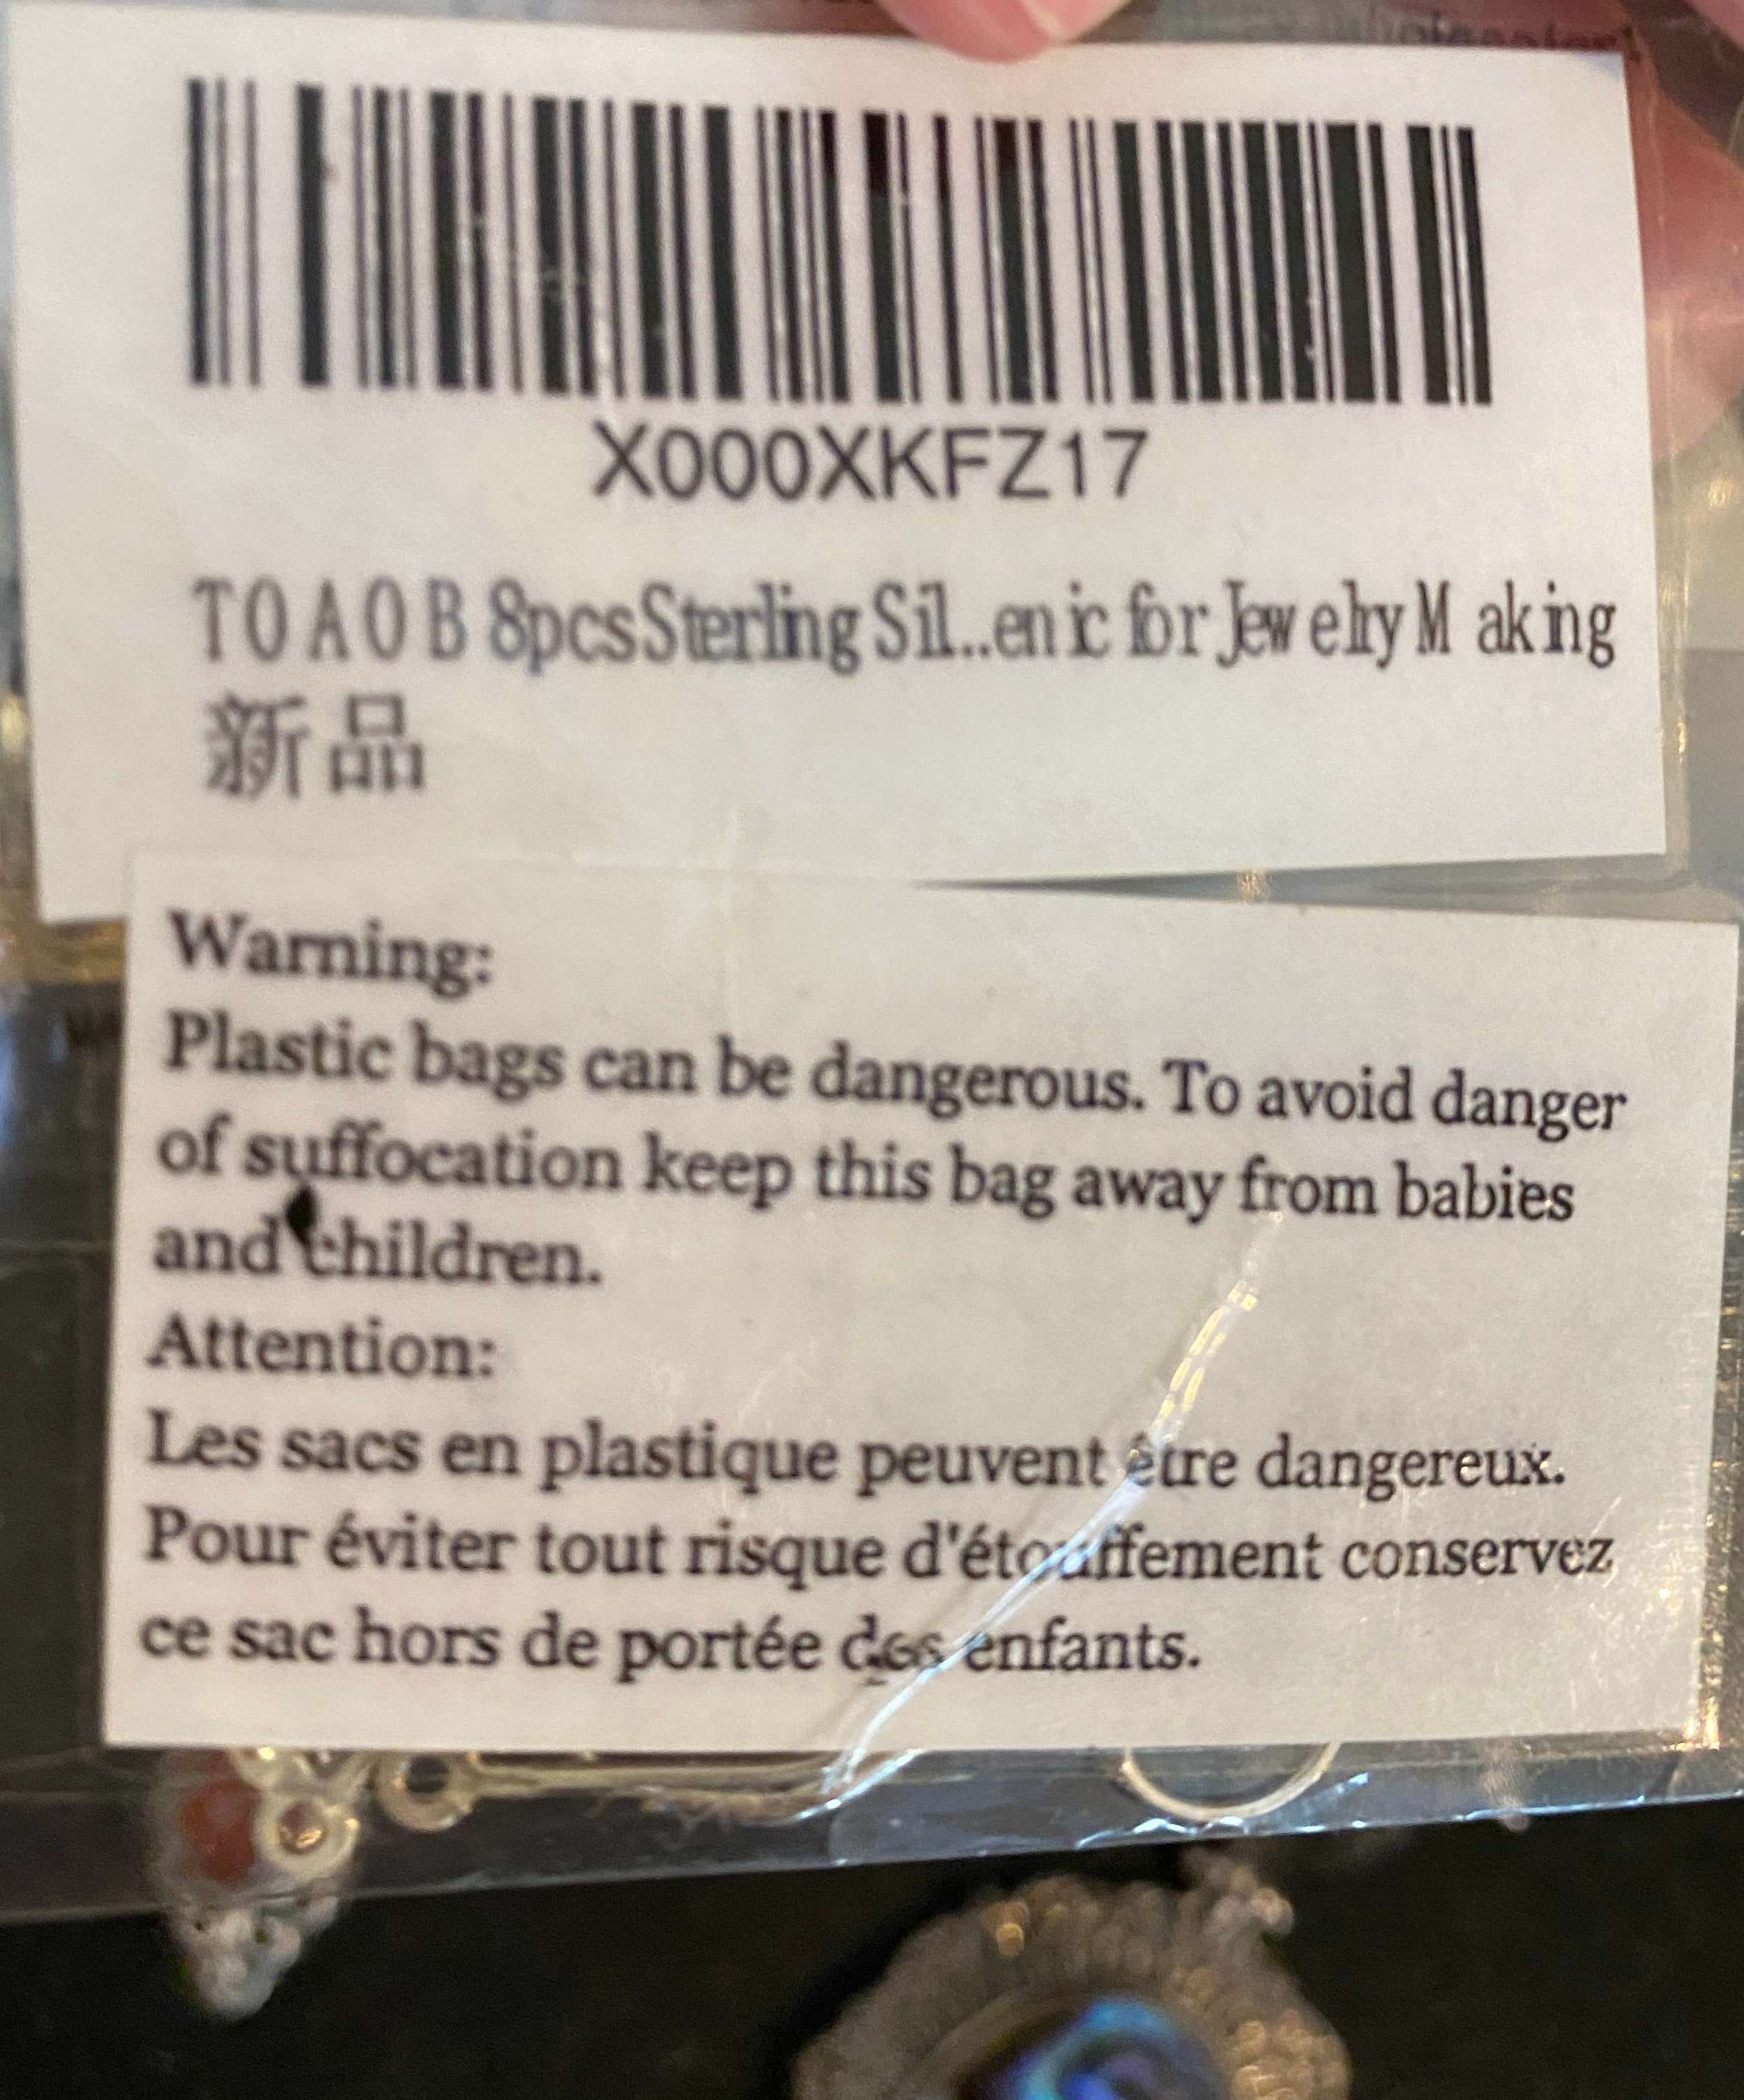 X000XKFZ17
TOAOB 8pcs Sterling Sil...enic for Jewelry Making
新品
Warning:
Plastic bags can be dangerous. To avoid danger
of suffocation keep this bag away from babies
and children.
Attention:
Les sacs en plastique peuvent être dangereux.
Pour éviter tout risque d'étouffement conservez
ce sac hors de portée des enfants.